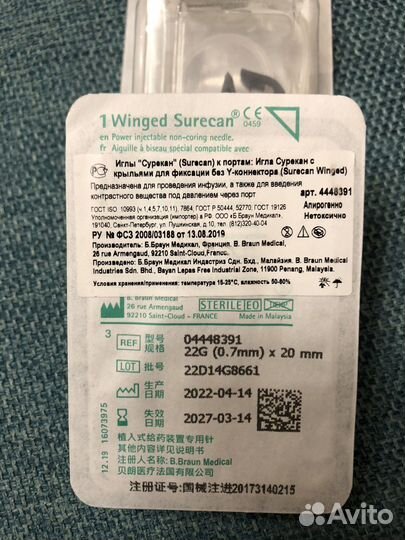 1 Winged Surecan® CE
0459
en Power injectable non-coring needle.
fr Aiguille à biseau spécial compatible avec
Иглы "Сурекан" (Surecan) к портам: Игла Сурекан с
крыльями для фиксации без Y-коннектора (Surecan Winged)
Предназначена для проведения инфузии, а также для введения
контрастного вещества под давлением через порт
арт. 4448391
ГОСТ ISO 10993 (ч.1,4,5,7,10,11), 7864, ГОСТ Р 50444, 52770, ГОСТ 19126
Апирогенно
Уполномоченная организация (импортер) в РФ ООО «Б.Браун Медикал»,
191040, Санкт-Петербург, ул. Пушкинская, д. 10, тел. (812)320-40-04
Нетоксично
РУ № ФСЗ 2008/03188 от 13.08.2019
Производитель: Б.Браун Медикал, Франция, B. Braun Medical
26 rue Armengaud, 92210 Saint-Cloud, France.
Произведено: Б.Браун Медикал Индастриз Сдн. Бхд., Малайзия. B. Braun Medical
Industries Sdn. Bhd., Bayan Lepas Free Industrial Zone, 11900 Penang, Malaysia.
Условия хранения/применения: температура 15-25°C, влажность 50-60%
B. Braun Medical
26 rue Armengaud
92210 Saint-Cloud - FRANCE
STERILE EO
Made in Malaysia
3
REF 型号 04448391
规格 22G (0.7mm) x 20 mm
LOT 批号 22D14G8661
生产日期 2022-04-14
失效日期 2027-03-14
植入式给药装置专用针
其他内容详见说明书
生产企业名称：B.Braun Medical
贝朗医疗法国有限公司
注册证号:国械注进20173140215
12.19 16073975
Avito